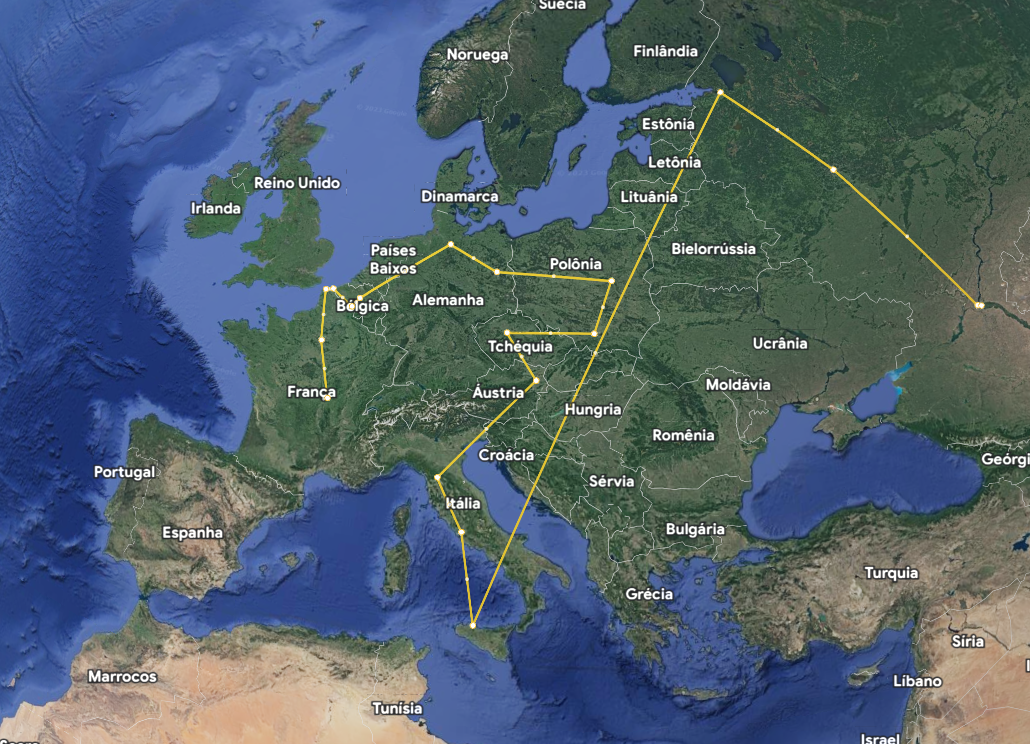 Suécia
Noruega
Finlândia
Estônia
Letônia
Reino Unido
Dinamarca
Lituânia
Irlanda
Países
Baixos
Polônia
Bielorrússia
Bélgica
Alemanha
Tchéquia
Ucrânia
França
Áustria
Moldávia
Hungria
Romênia
Croácia
Geórgi
Portugal
Sérvia
Itália
Espanha
Bulgária
Turquia
Grécia
Síria
Marrocos
Líbano
Tunísia
Israel